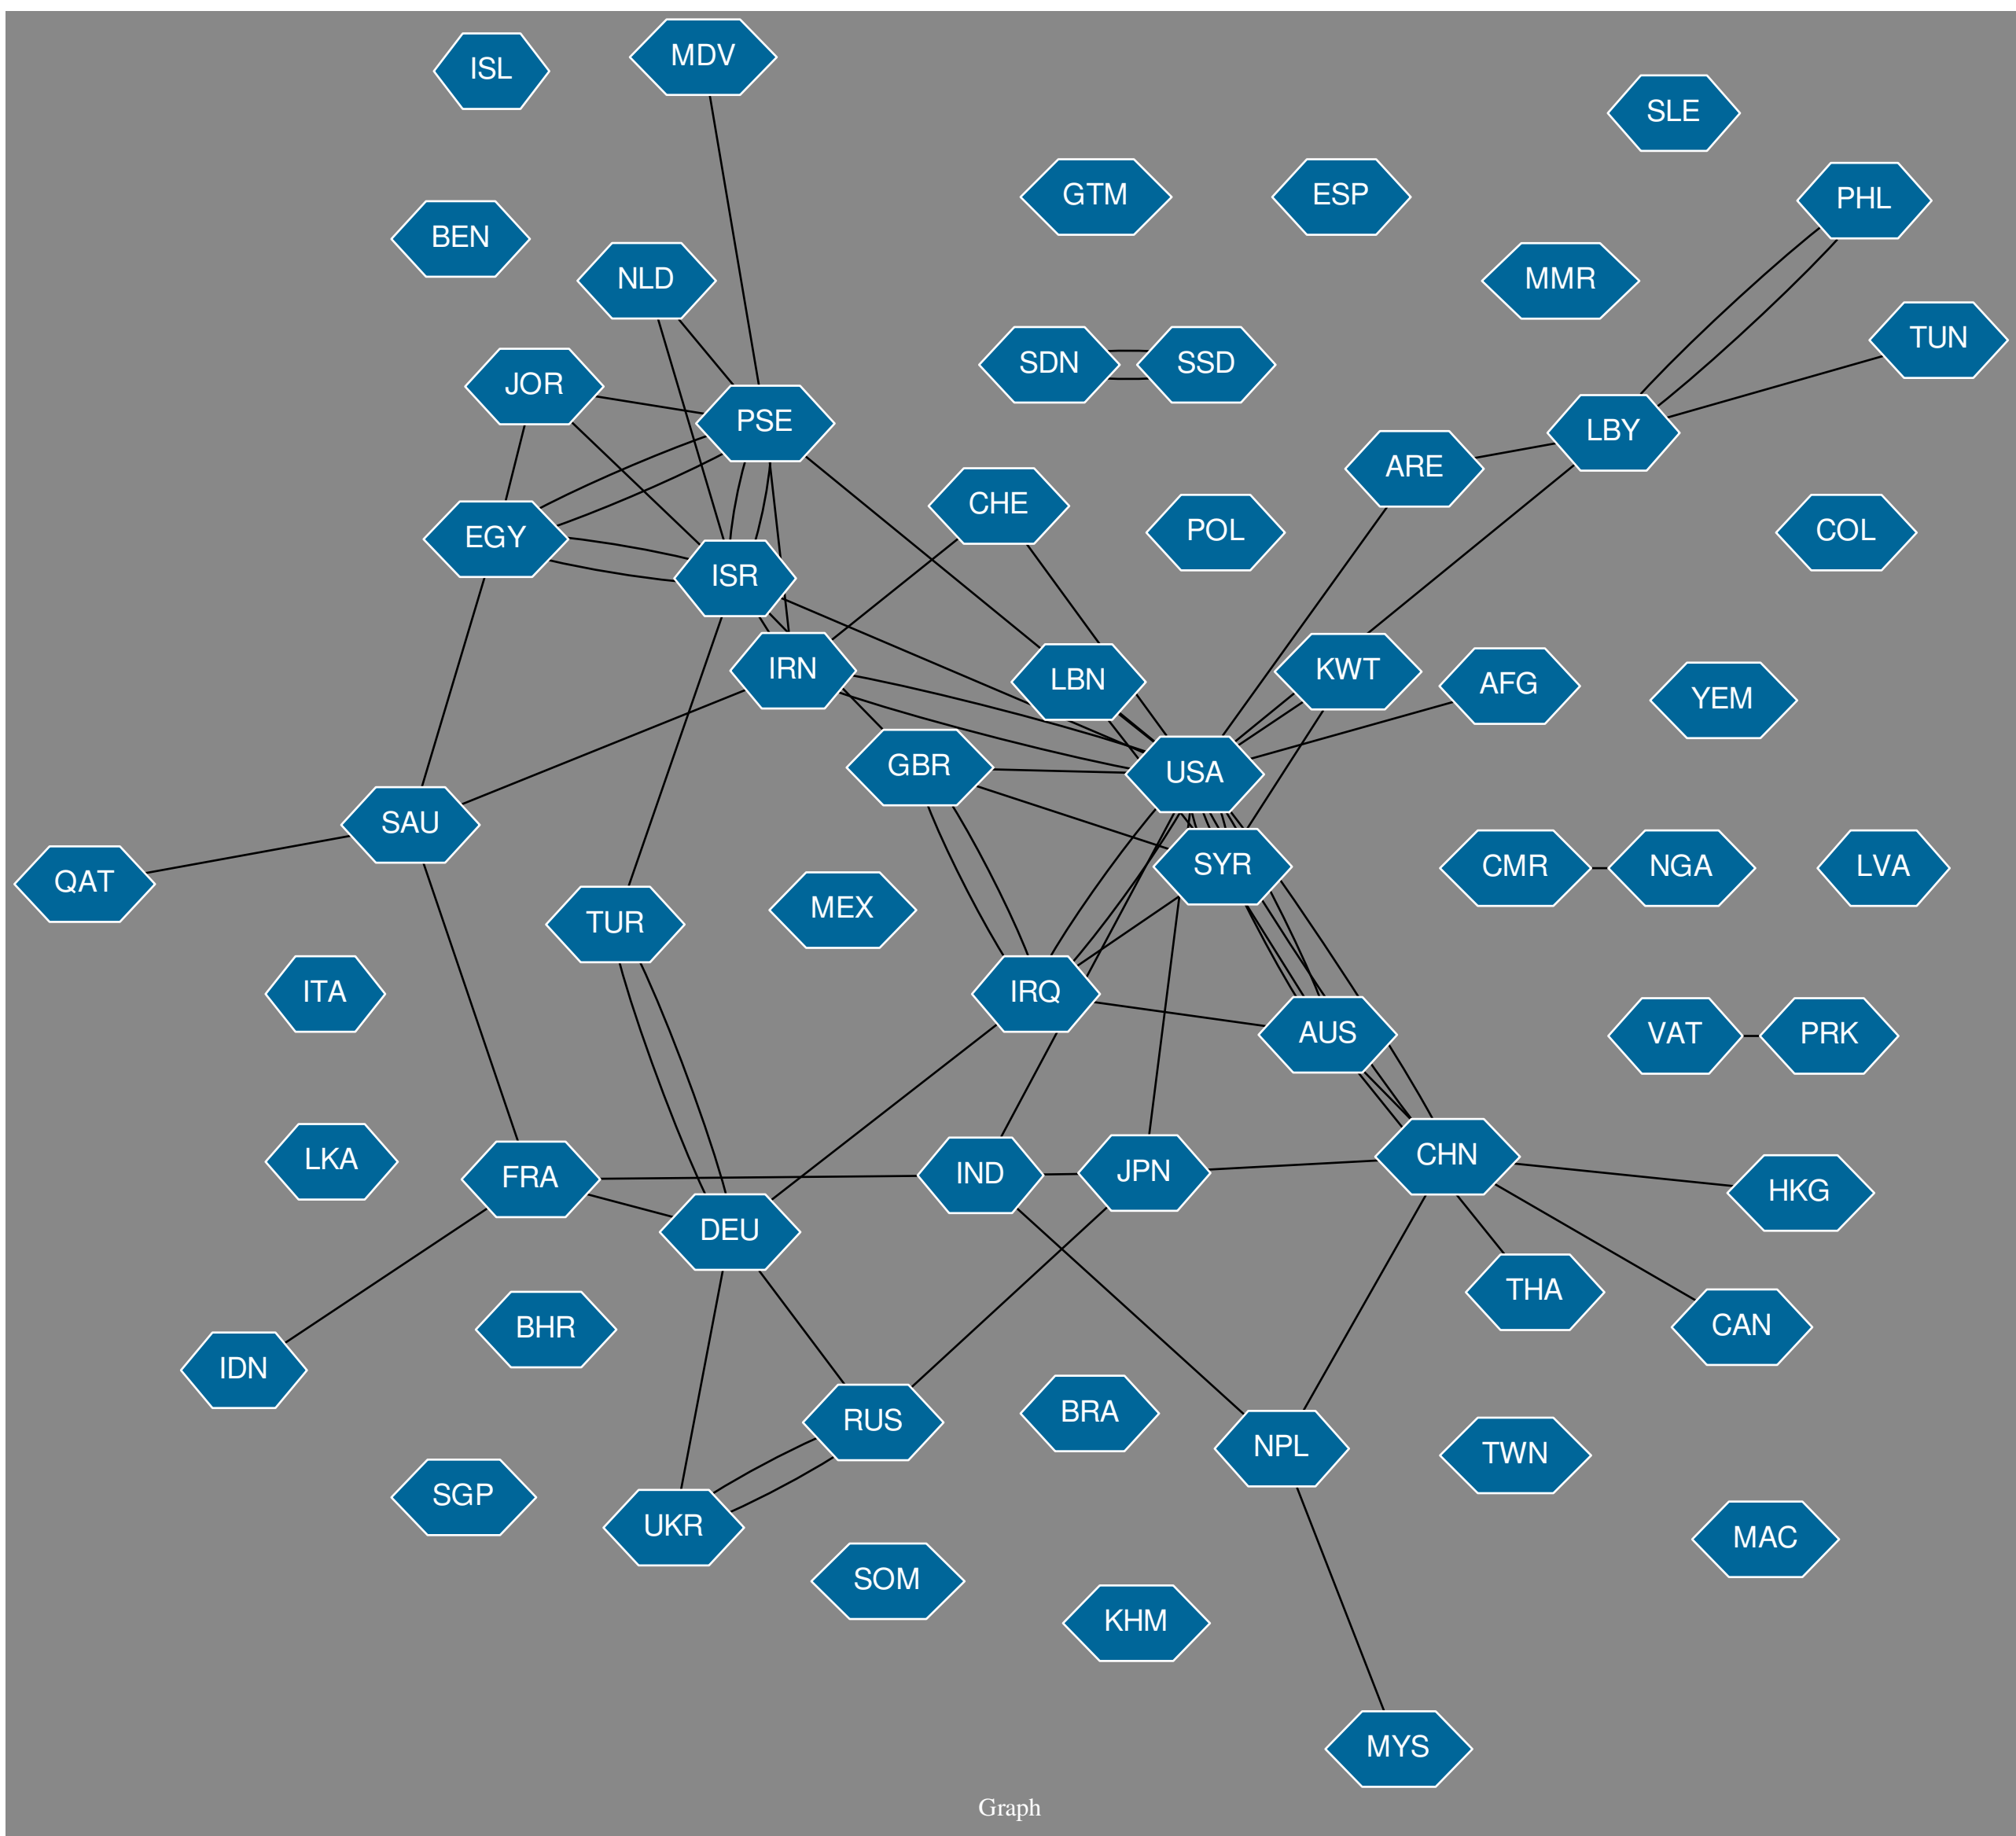 MDV
ISL
SLE
GTM
ESP
PHL
BEN
NLD
MMR
TUN
SDN
SSD
JOR
PSE
LBY
ARE
CHE
POL
COL
EGY
ISR
IRN
LBN
KWT
AFG
YEM
GBR
USA
SAU
SYR
CMR
NGA
LVA
QAT
MEX
TUR
ITA
IRQ
AUS
VAT
PRK
LKA
FRA
IND
JPN
CHN
HKG
DEU
THA
CAN
BHR
IDN
RUS
BRA
NPL
TWN
SGP
UKR
MAC
SOM
KHM
MYS
Graph